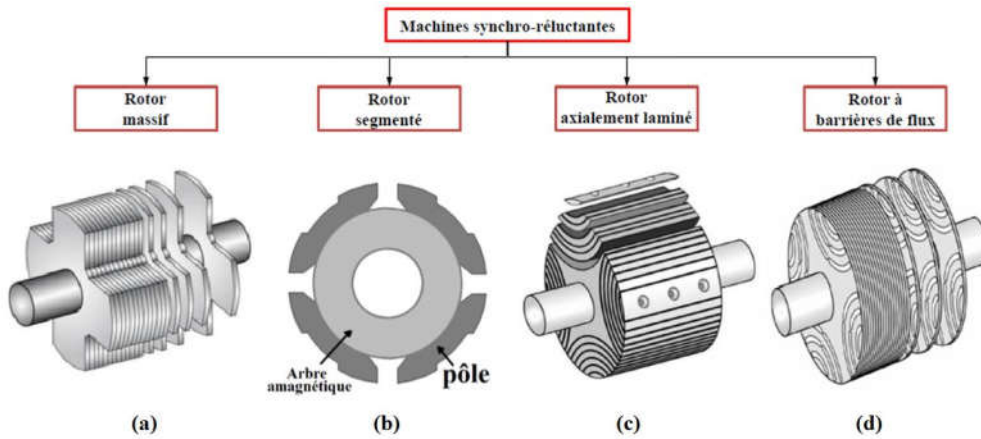 Machines synchro-réluctantes
Rotor
massif
Rotor
segmenté
Rotor
axialement laminé
Rotor à
barrières de flux
Arbre
amagnétique
pôle
(a)
(b)
(c)
(d)